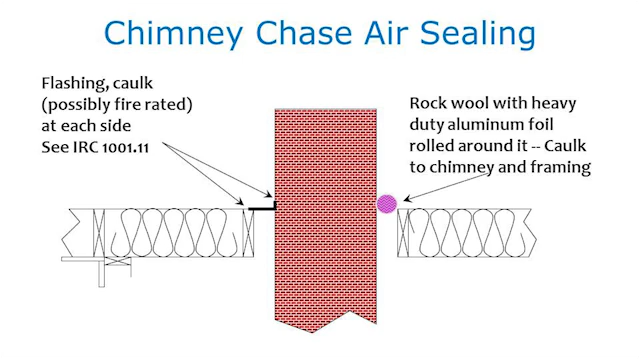 Chimney Chase Air Sealing
Flashing, caulk
(possibly fire rated)
at each side
See IRC 1001.11
Rock wool with heavy
duty aluminum foil
rolled around it -- Caulk
to chimney and framing